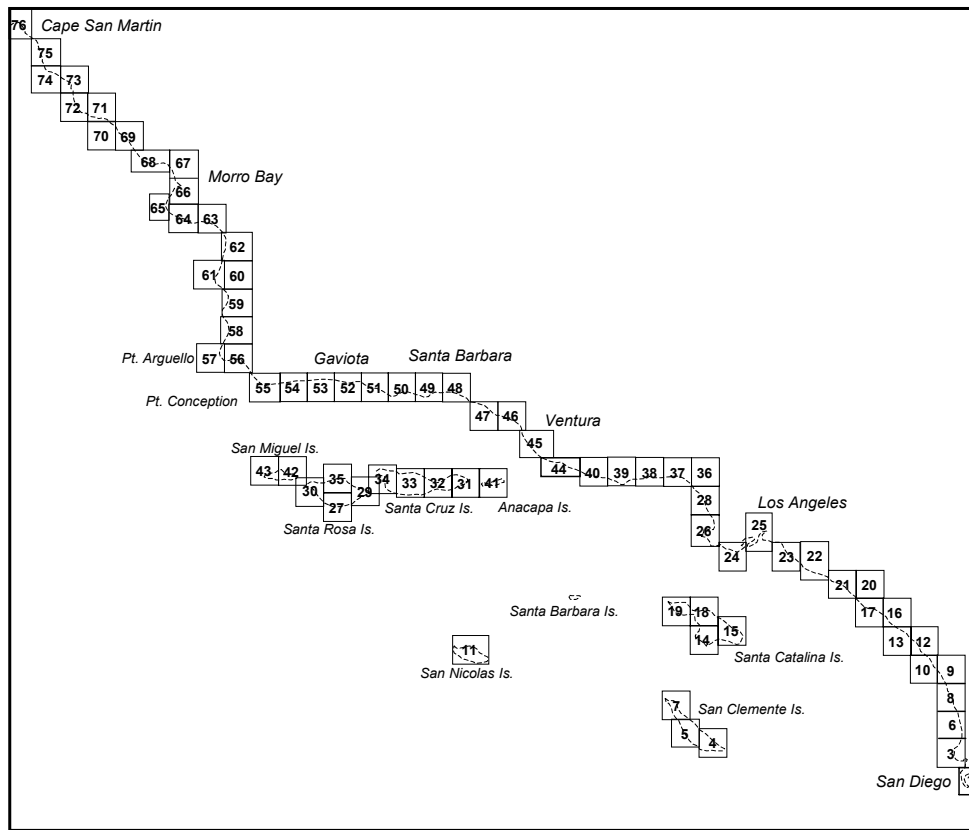 76 Cape San Martin
75
74 73
72 71
70 69
68 67
Morro Bay
66
65
64 63
62
61 60
59
58
Pt. Arguello 57 56 Gaviota Santa Barbara
55 54 53 52 51 50 49 48
Pt. Conception
47 46 Ventura
45
San Miguel Is.
43 42 35 34 33 32 31 41 44 40 39 38 37 36
30 29
27 Santa Cruz Is. Anacapa Is.
Santa Rosa Is.
28 Los Angeles
25
26
24 23 22
21 20
Santa Barbara Is. 19 18 17 16
15
14 13 12
11 Santa Catalina Is.
San Nicolas Is. 10 9
8
7 San Clemente Is.
6
5 4
3
San Diego